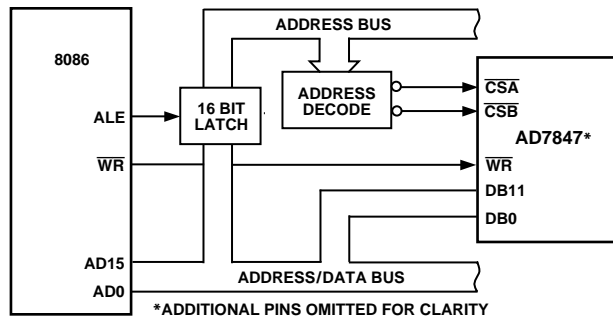 ADDRESS BUS
8086
ALE
16 BIT
LATCH
ADDRESS
DECODE
CSA
CSB
AD7847*
WR
WR
DB11
DB0
AD15
AD0
ADDRESS/DATA BUS
*ADDITIONAL PINS OMITTED FOR CLARITY